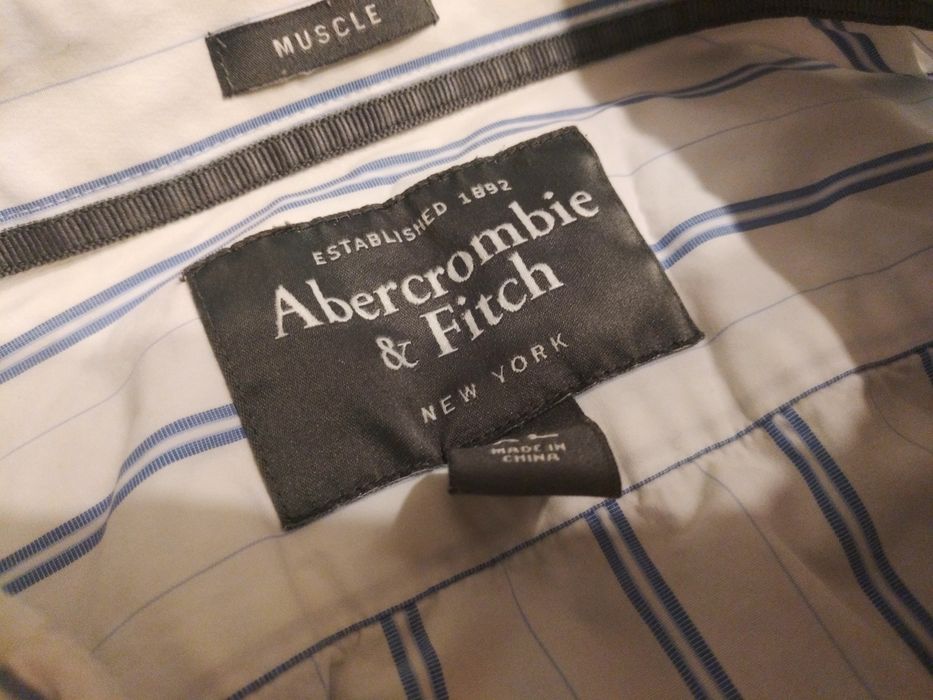 MUSCLE
ESTABLISHED 1892
Abercrombie
& Fitch
NEW YORK
MADE IN
CHINA